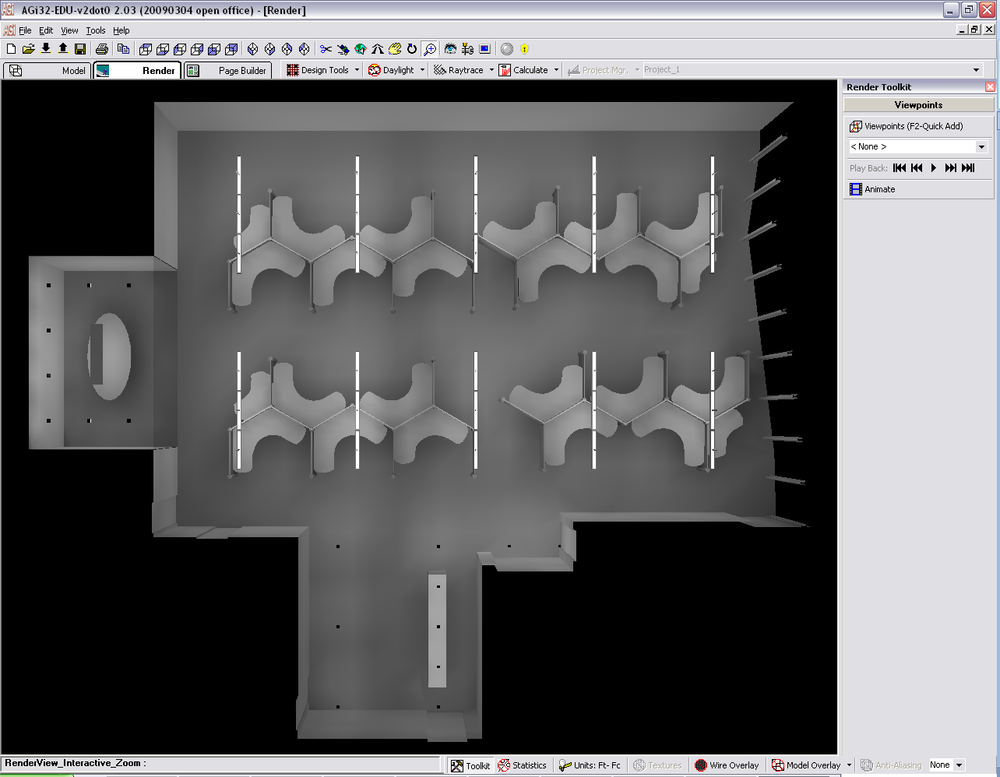 AGi32-EDU-v2dot0 2.03 (20090304 open office) - [Render]
File Edit View Tools Help
Model Render Page Builder Design Tools Daylight Raytrace Calculate Project Mgr. Project_1
Render Toolkit
Viewpoints
Viewpoints (F2-Quick Add)
< None >
Play Back:
Animate
RenderView_Interactive_Zoom :
Toolkit Statistics Units: Ft- Fc Textures Wire Overlay Model Overlay Anti-Aliasing None